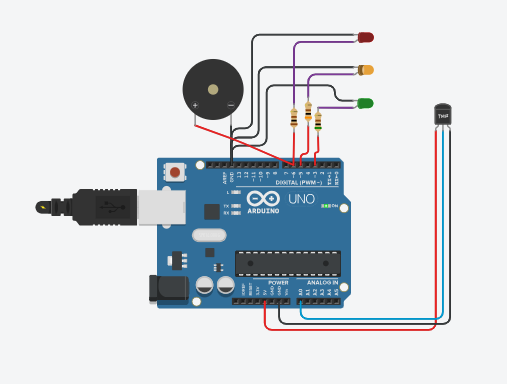 TMP
AREF
GND
13
12
~11
~10
~9
8
7
~6
~5
4
~3
2
TX→1
RX←0
DIGITAL (PWM~)
L
TX
RX
ARDUINO
UNO
ON
POWER
ANALOG IN
IOREF
RESET
3.3V
5V
GND
GND
Vin
A0
A1
A2
A3
A4
A5